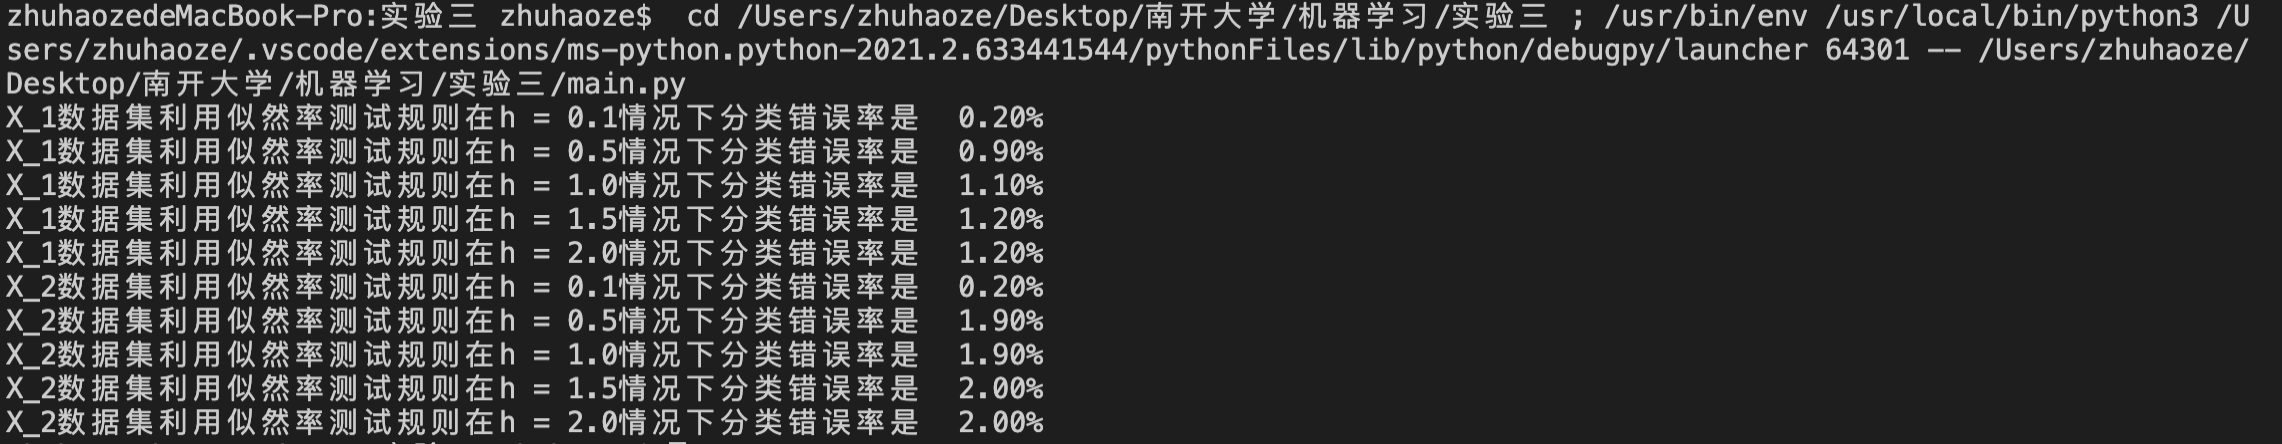 zhuhaozedeMacBook-Pro:实验三 zhuhaoze$  cd /Users/zhuhaoze/Desktop/南开大学/机器学习/实验三 ; /usr/bin/env /usr/local/bin/python3 /U
sers/zhuhaoze/.vscode/extensions/ms-python.python-2021.2.633441544/pythonFiles/lib/python/debugpy/launcher 64301 -- /Users/zhuhaoze/
Desktop/南开大学/机器学习/实验三/main.py
X_1数据集利用似然率测试规则在h = 0.1情况下分类错误率是  0.20%
X_1数据集利用似然率测试规则在h = 0.5情况下分类错误率是  0.90%
X_1数据集利用似然率测试规则在h = 1.0情况下分类错误率是  1.10%
X_1数据集利用似然率测试规则在h = 1.5情况下分类错误率是  1.20%
X_1数据集利用似然率测试规则在h = 2.0情况下分类错误率是  1.20%
X_2数据集利用似然率测试规则在h = 0.1情况下分类错误率是  0.20%
X_2数据集利用似然率测试规则在h = 0.5情况下分类错误率是  1.90%
X_2数据集利用似然率测试规则在h = 1.0情况下分类错误率是  1.90%
X_2数据集利用似然率测试规则在h = 1.5情况下分类错误率是  2.00%
X_2数据集利用似然率测试规则在h = 2.0情况下分类错误率是  2.00%